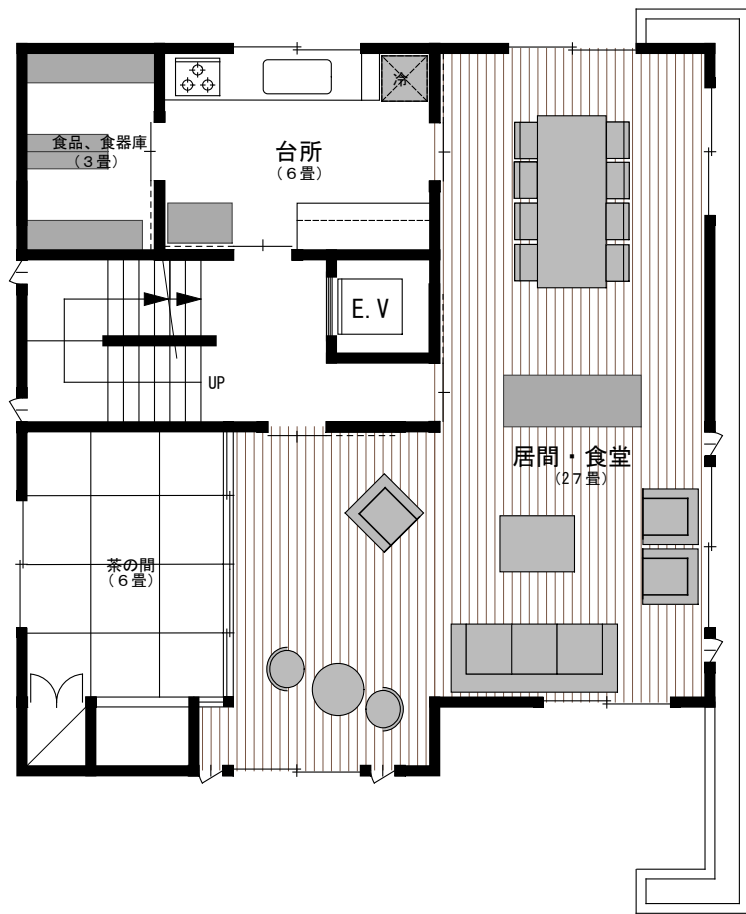 冷
食品、食器庫
（３畳）
台所
（６畳）
E.V
UP
居間・食堂
（27畳）
茶の間
（６畳）